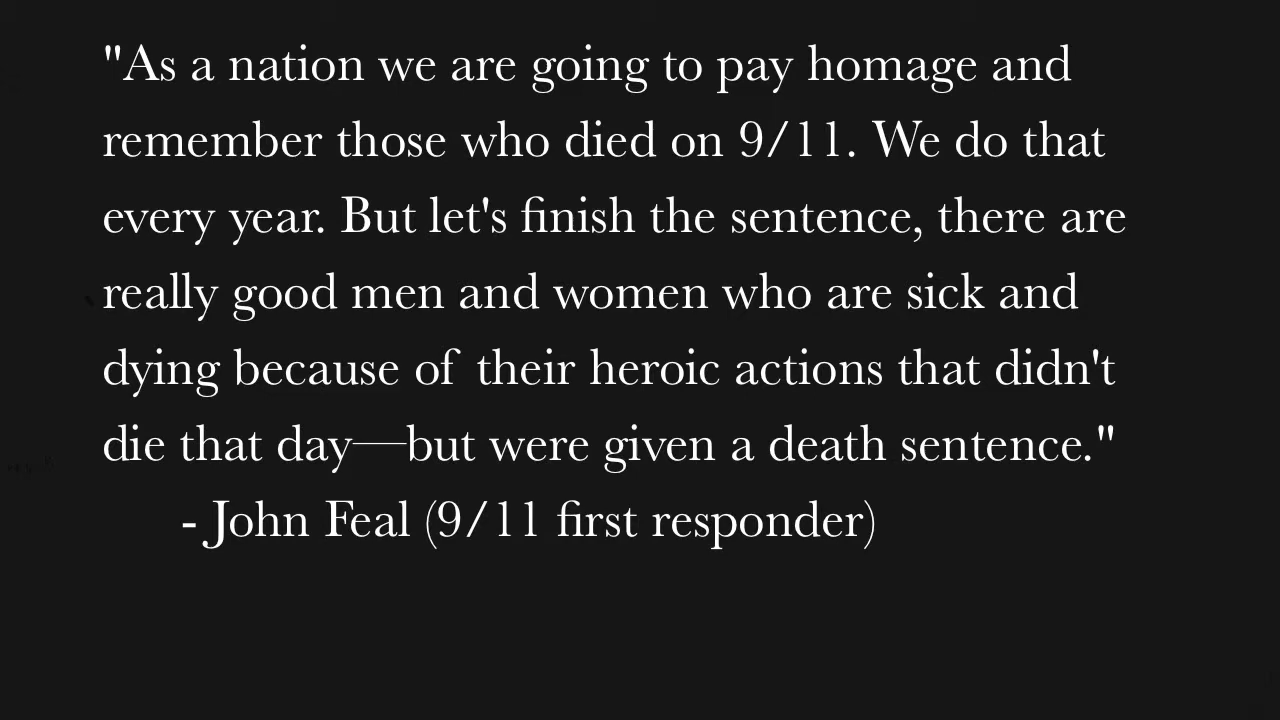 "As a nation we are going to pay homage and
remember those who died on 9/11. We do that
every year. But let's finish the sentence, there are
really good men and women who are sick and
dying because of their heroic actions that didn't
die that day—but were given a death sentence."
- John Feal (9/11 first responder)